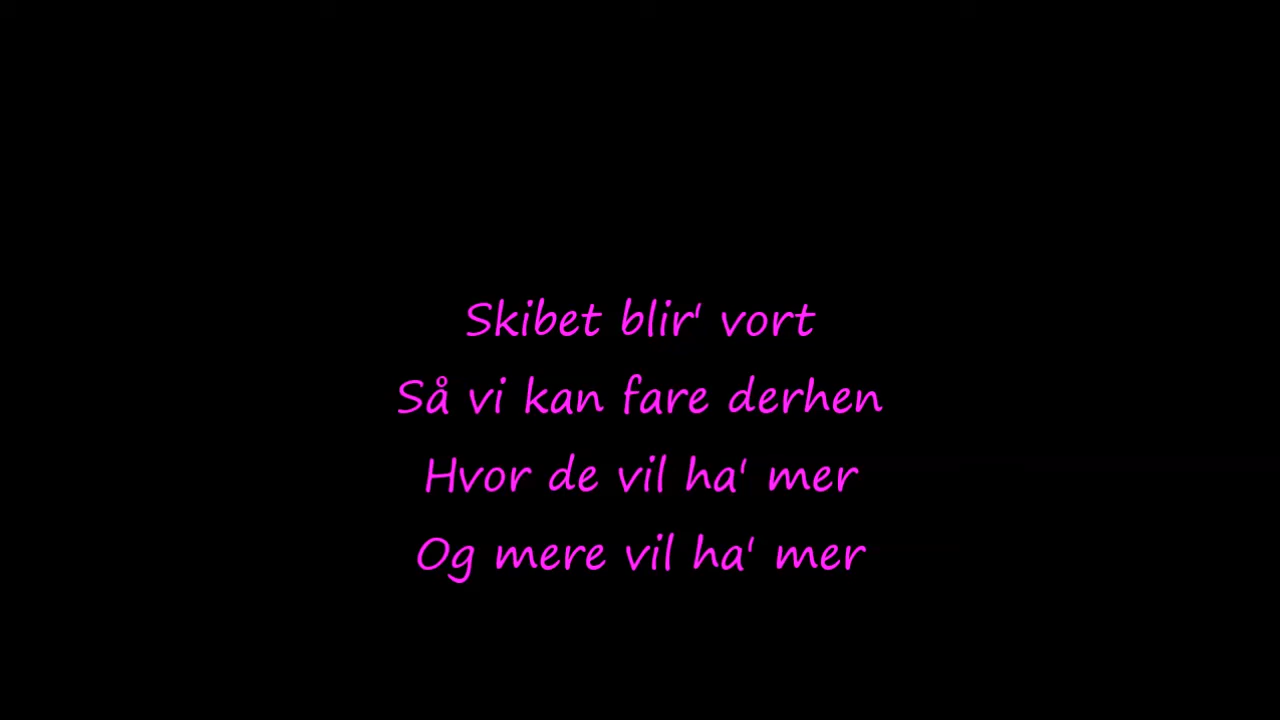 Skibet blir' vort
Så vi kan fare derhen
Hvor de vil ha' mer
Og mere vil ha' mer